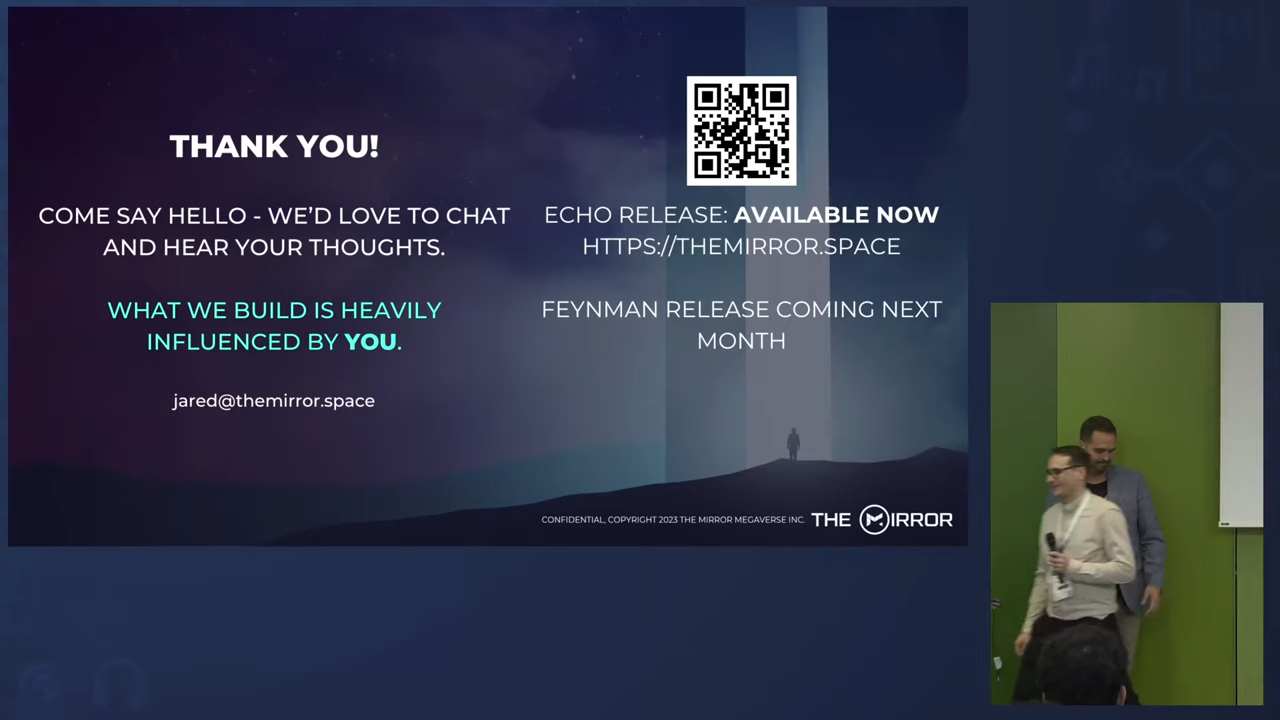 THANK YOU!
COME SAY HELLO - WE'D LOVE TO CHAT
AND HEAR YOUR THOUGHTS.
WHAT WE BUILD IS HEAVILY
INFLUENCED BY YOU.
jared@themirror.space
ECHO RELEASE: AVAILABLE NOW
HTTPS://THEMIRROR.SPACE
FEYNMAN RELEASE COMING NEXT
MONTH
CONFIDENTIAL, COPYRIGHT 2023 THE MIRROR MEGAVERSE INC.
THE MIRROR